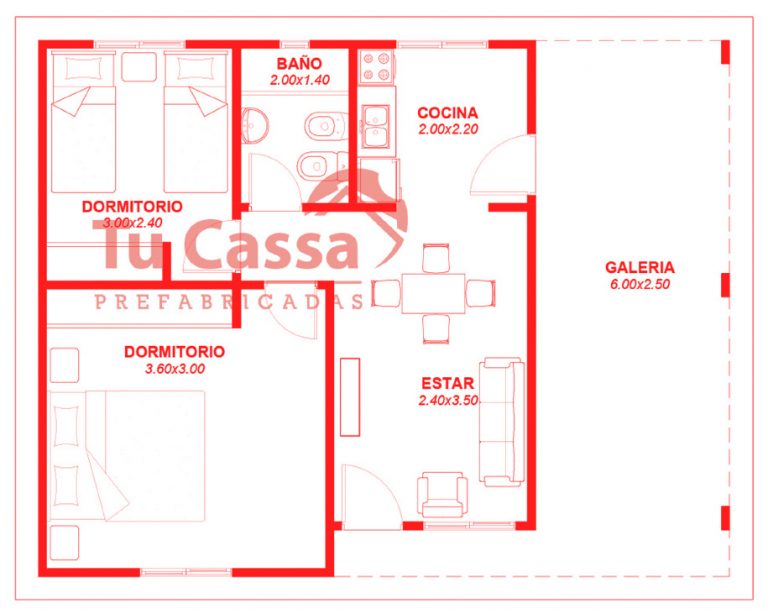 BAÑO
2.00x1.40
COCINA
2.00x2.20
DORMITORIO
3.00x2.40
Tu Cassa
PREFABRICADAS
GALERIA
6.00x2.50
DORMITORIO
3.60x3.00
ESTAR
2.40x3.50